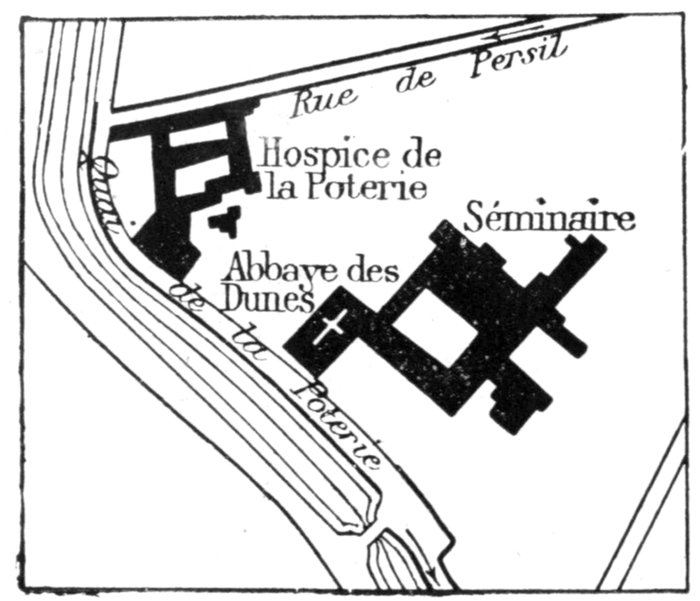 Rue de Persil
Hospice de
la Poterie
Séminaire
Abbaye des
Dunes
Quai de la Poterie